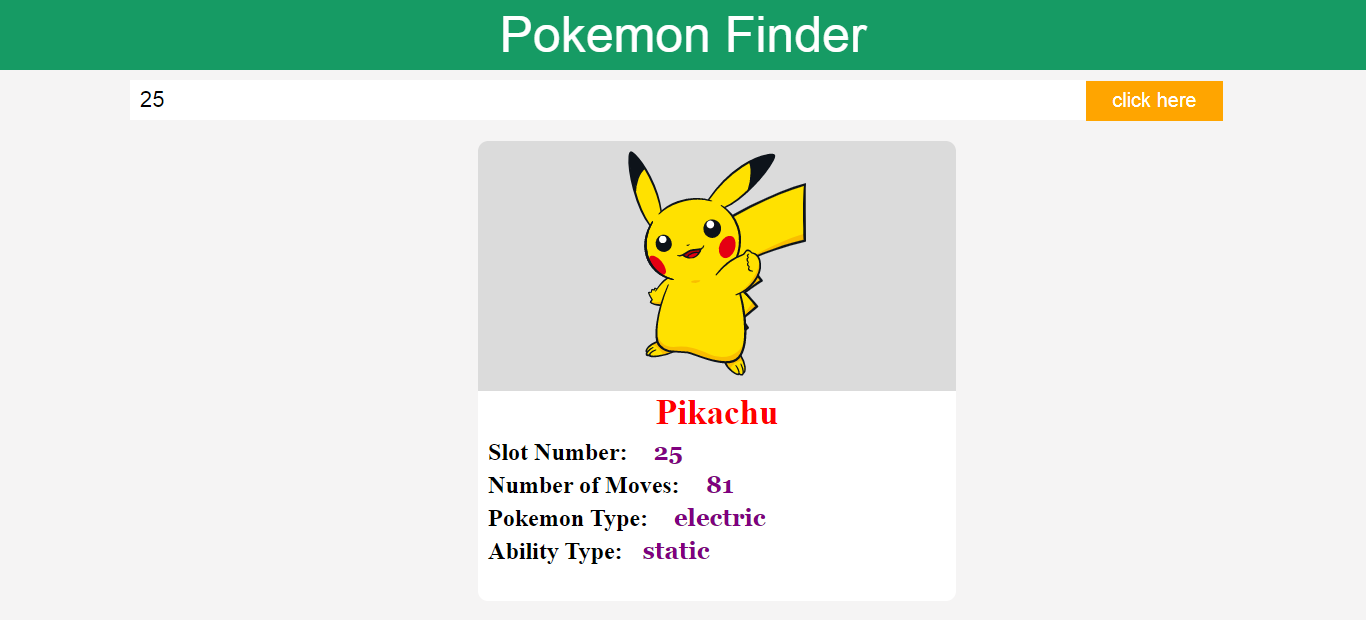 Pokemon Finder
25 click here
Pikachu
Slot Number: 25
Number of Moves: 81
Pokemon Type: electric
Ability Type: static